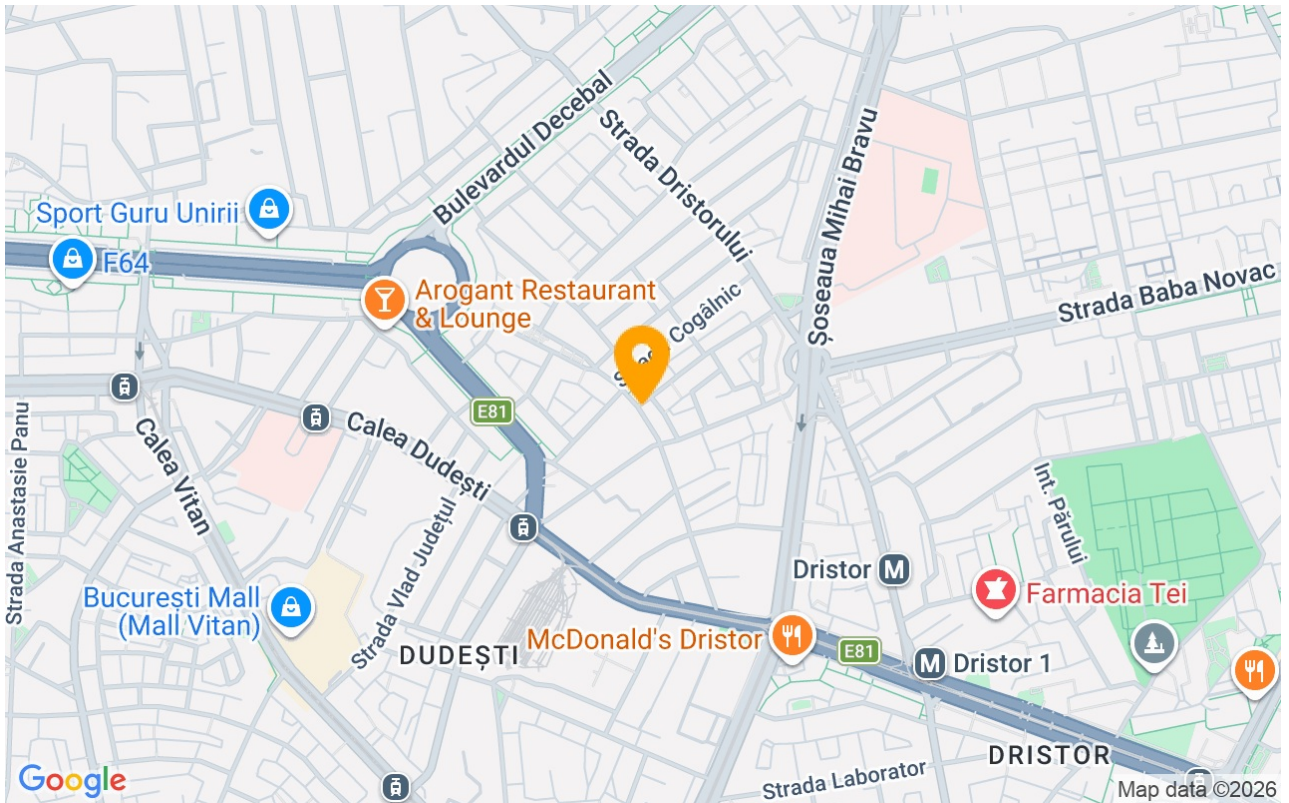 Bulevardul Decebal
Strada Dristorului
Șoseaua Mihai Bravu
Sport Guru Unirii
F64
Arogant Restaurant
& Lounge
Cogâlnic
Strada Baba Novac
E81
Calea Dudești
Calea Vitan
Strada Anastasie Panu
Strada Vlad Județul
Int. Părului
Dristor M
Farmacia Tei
București Mall
(Mall Vitan)
McDonald's Dristor
DUDEȘTI
E81
M Dristor 1
DRISTOR
Strada Laborator
Google
Map data ©2026